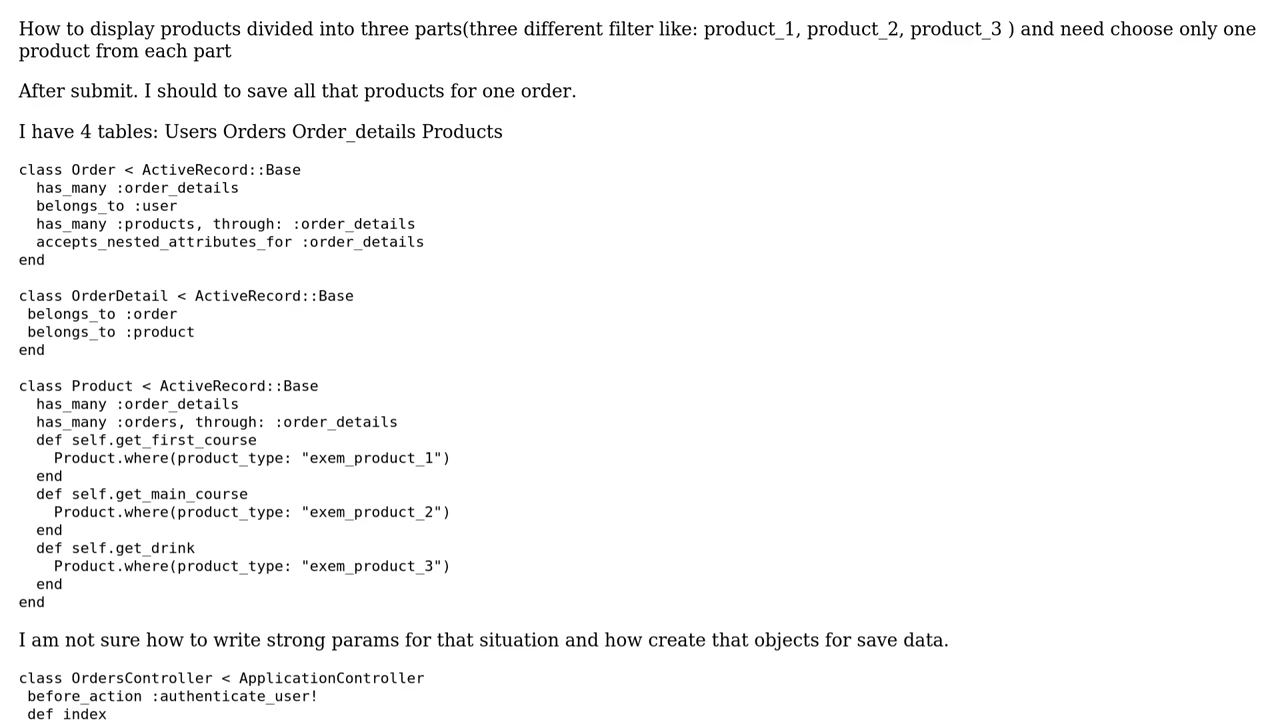 How to display products divided into three parts(three different filter like: product_1, product_2, product_3 ) and need choose only one
product from each part
After submit. I should to save all that products for one order.
I have 4 tables: Users Orders Order_details Products
class Order < ActiveRecord::Base
  has_many :order_details
  belongs_to :user
  has_many :products, through: :order_details
  accepts_nested_attributes_for :order_details
end
class OrderDetail < ActiveRecord::Base
 belongs_to :order
 belongs_to :product
end
class Product < ActiveRecord::Base
  has_many :order_details
  has_many :orders, through: :order_details
  def self.get_first_course
    Product.where(product_type: "exem_product_1")
  end
  def self.get_main_course
    Product.where(product_type: "exem_product_2")
  end
  def self.get_drink
    Product.where(product_type: "exem_product_3")
  end
end
I am not sure how to write strong params for that situation and how create that objects for save data.
class OrdersController < ApplicationController
 before_action :authenticate_user!
 def index